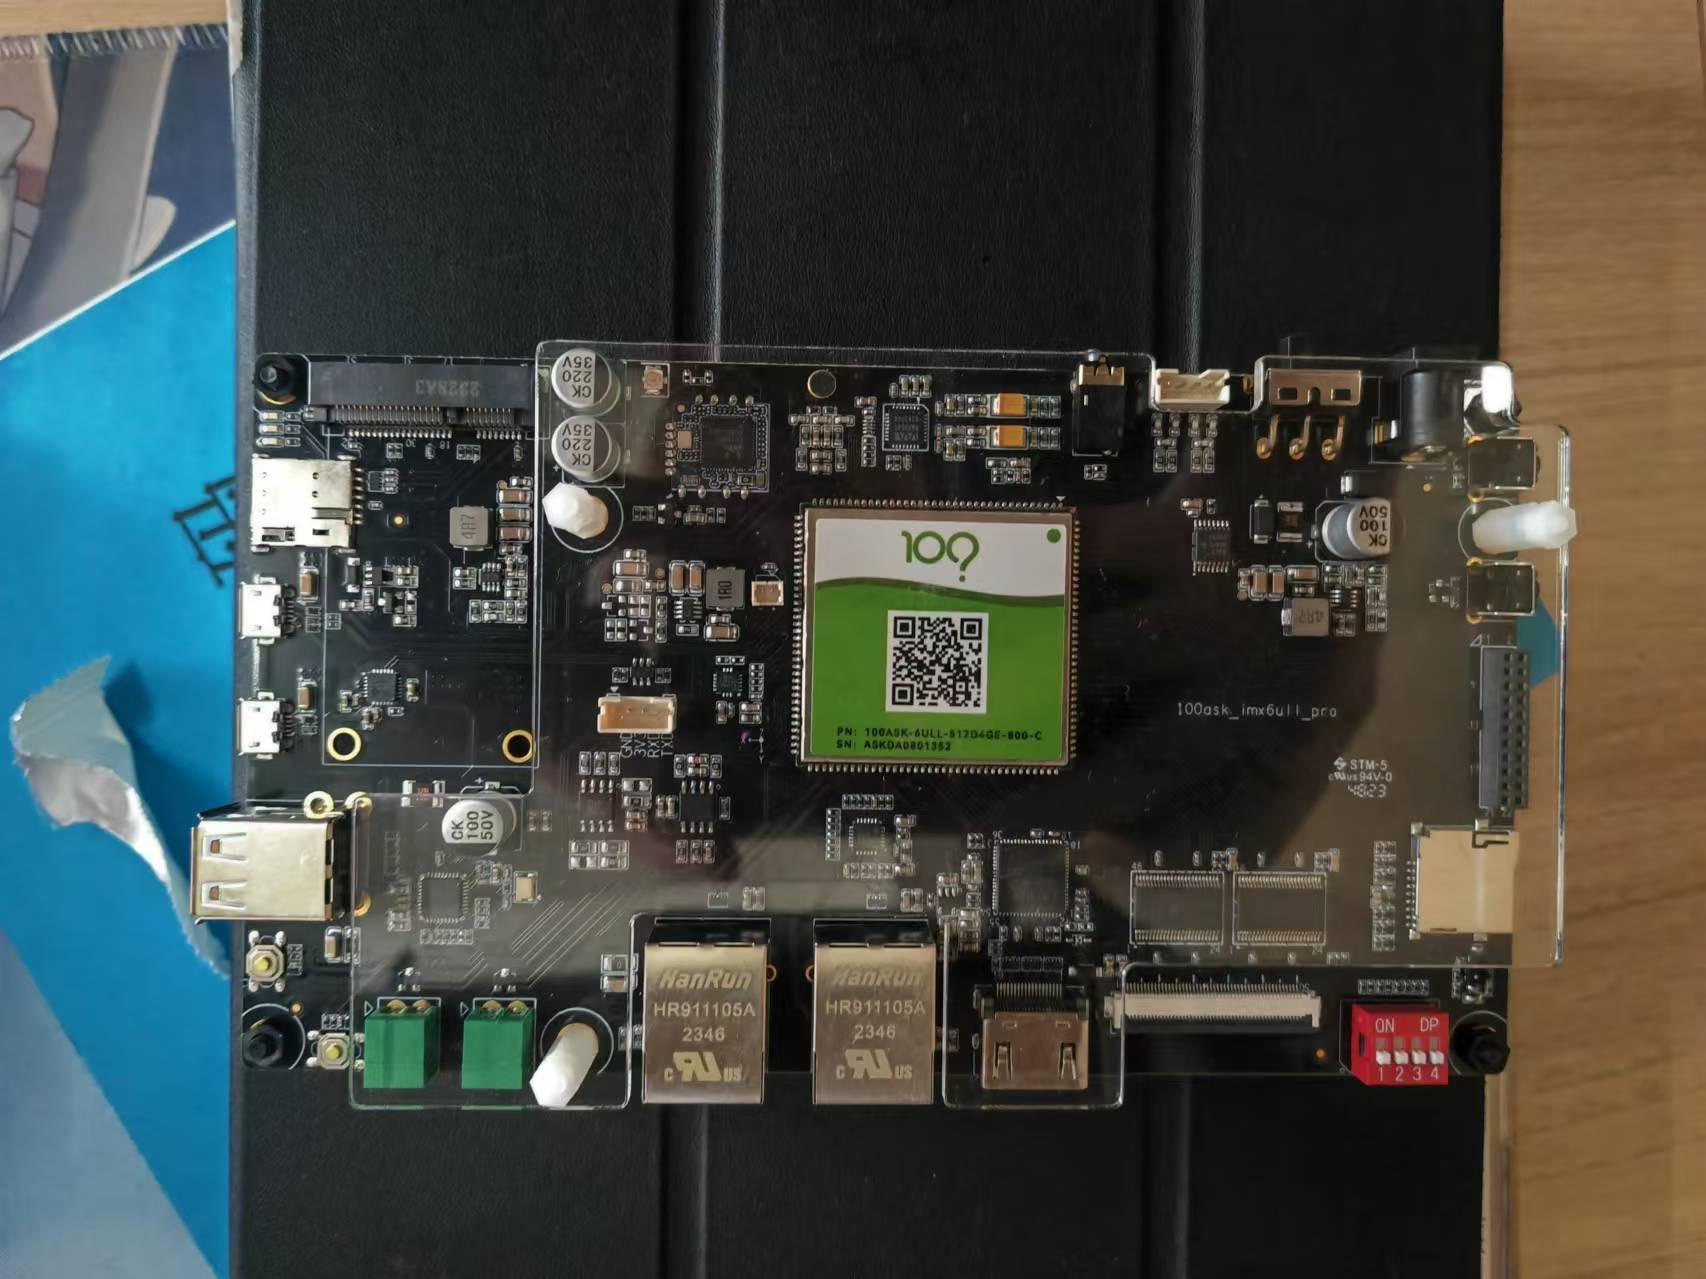 2328A3
CK
220
35V
CK
220
35V
100
50V
CK
4R7
1R0
4R7
100
PN: 100ASK-6ULL-512D4GE-800-C
SN: ASKDA0801352
100ask_imx6ull_pro
GND
3V3
RXD
TXD
STM-5
c us 94V-0
4823
CK
100
50V
HanRun
HR911105A
2346
c US
HanRun
HR911105A
2346
c US
ON DP
1 2 3 4